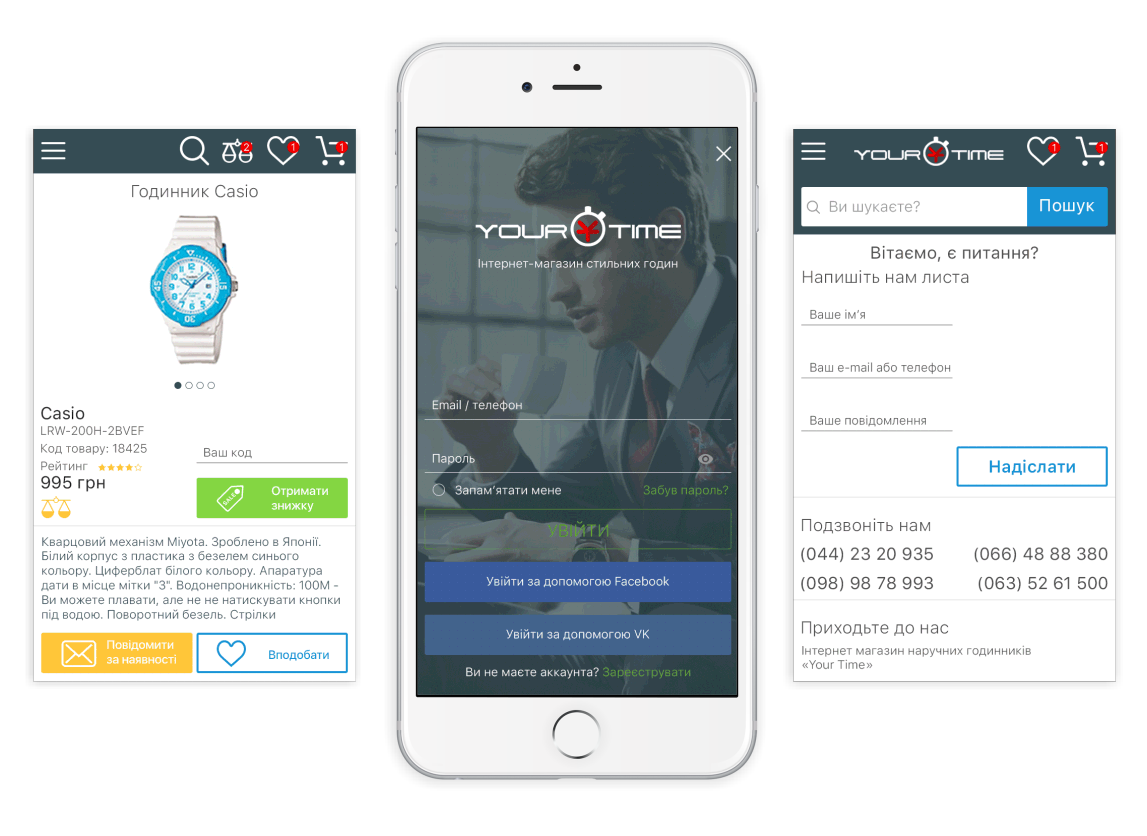 2
1
1
Годинник Casio
Casio
LRW-200H-2BVEF
Код товару: 18425
Рейтинг
995 грн
Ваш код
SALE
Отримати
знижку
Кварцовий механізм Miyota. Зроблено в Японії.
Білий корпус з пластика з безелем синього
кольору. Циферблат білого кольору. Апаратура
дати в місце мітки "3". Водонепроникність: 100М -
Ви можете плавати, але не не натискувати кнопки
під водою. Поворотний безель. Стрілки
Повідомити
за наявності
Вподобати
YOUR TIME
Інтернет-магазин стильних годин
Email / телефон
Пароль
Запам’ятати мене
Забув пароль?
УВІЙТИ
Увійти за допомогою Facebook
Увійти за допомогою VK
Ви не маєте аккаунта? Зареєструвати
YOUR TIME
1
1
Ви шукаєте?
Пошук
Вітаємо, є питання?
Напишіть нам листа
Ваше ім’я
Ваш e-mail або телефон
Ваше повідомлення
Надіслати
Подзвоніть нам
(044) 23 20 935
(066) 48 88 380
(098) 98 78 993
(063) 52 61 500
Приходьте до нас
Інтернет магазин наручних годинників
«Your Time»